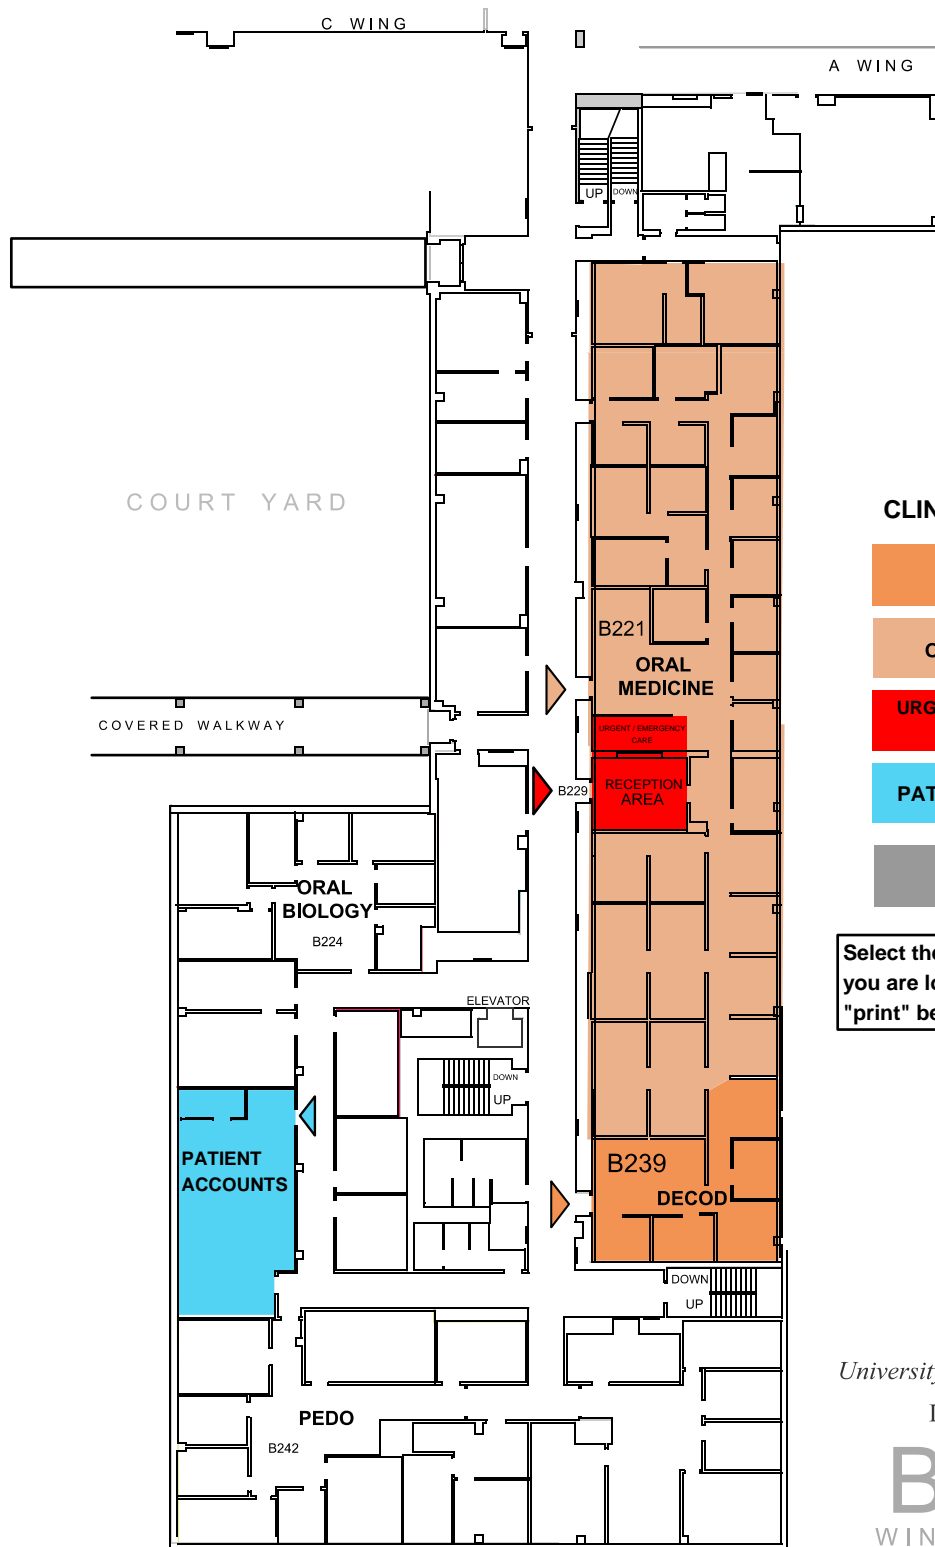 C WING
A WING
UP
DOWN
COURT YARD
CLIN
B221
ORAL
MEDICINE
COVERED WALKWAY
URGENT / EMERGENCY
CARE
URG
B229
RECEPTION
AREA
PAT
ORAL
BIOLOGY
B224
Select the
you are lo
"print" be
ELEVATOR
DOWN
UP
PATIENT
ACCOUNTS
B239
DECOD
DOWN
UP
University
PEDO
B242
B
WIN